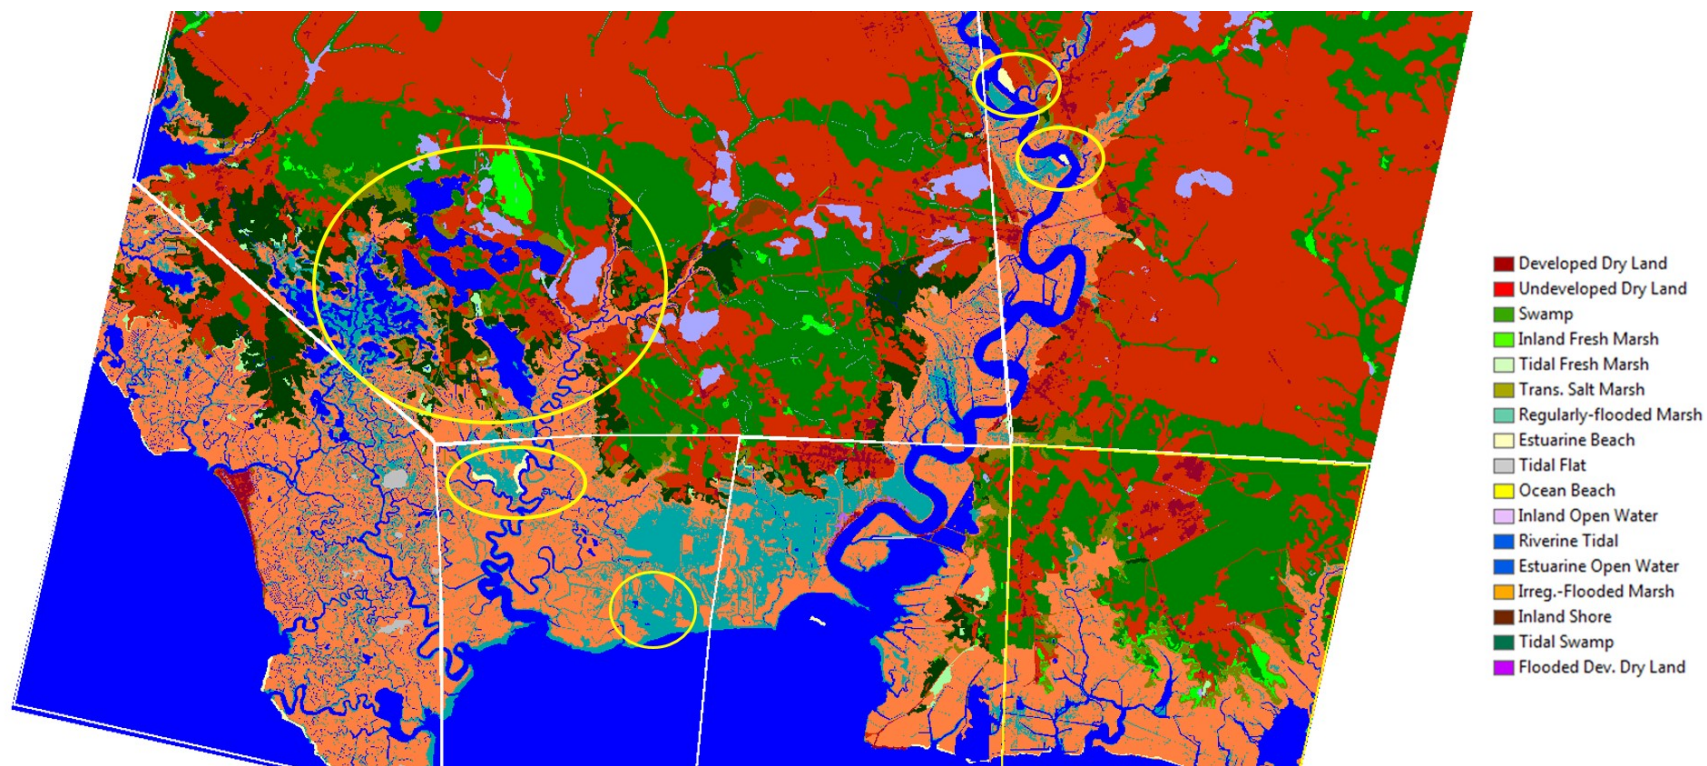 Developed Dry Land
Undeveloped Dry Land
Swamp
Inland Fresh Marsh
Tidal Fresh Marsh
Trans. Salt Marsh
Regularly-flooded Marsh
Estuarine Beach
Tidal Flat
Ocean Beach
Inland Open Water
Riverine Tidal
Estuarine Open Water
Irreg.-Flooded Marsh
Inland Shore
Tidal Swamp
Flooded Dev. Dry Land